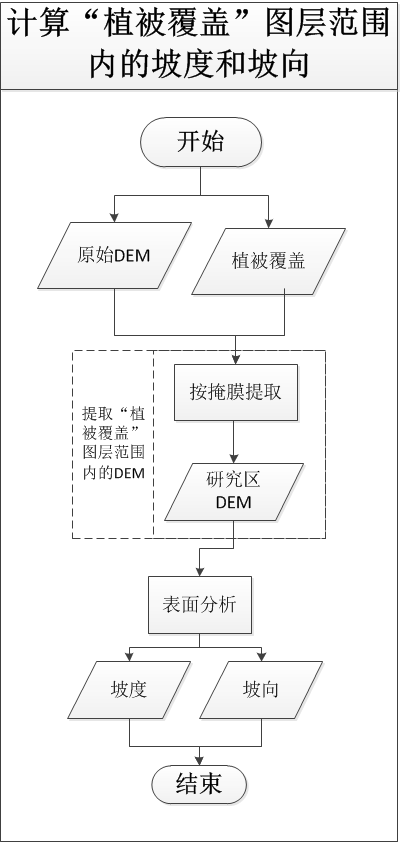 计算“植被覆盖”图层范围
内的坡度和坡向
开始
原始DEM
植被覆盖
按掩膜提取
提取“植
被覆盖”
图层范围
内的DEM
研究区
DEM
表面分析
坡度
坡向
结束